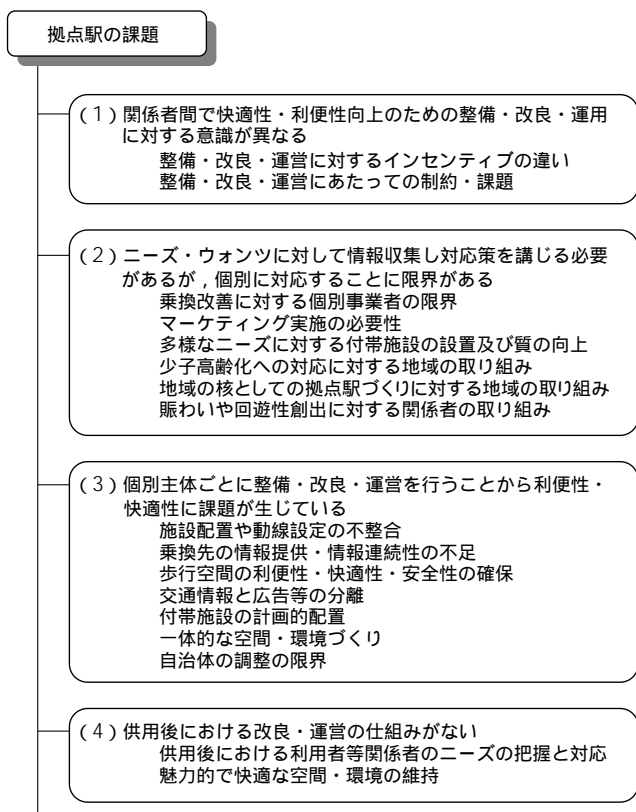 拠点駅の課題
(1)関係者間で快適性・利便性向上のための整備・改良・運用
に対する意識が異なる
整備・改良・運営に対するインセンティブの違い
整備・改良・運営にあたっての制約・課題
(2)ニーズ・ウォンツに対して情報収集し対応策を講じる必要
があるが,個別に対応することに限界がある
乗換改善に対する個別事業者の限界
マーケティング実施の必要性
多様なニーズに対する付帯施設の設置及び質の向上
少子高齢化への対応に対する地域の取り組み
地域の核としての拠点駅づくりに対する地域の取り組み
賑わいや回遊性創出に対する関係者の取り組み
(3)個別主体ごとに整備・改良・運営を行うことから利便性・
快適性に課題が生じている
施設配置や動線設定の不整合
乗換先の情報提供・情報連続性の不足
歩行空間の利便性・快適性・安全性の確保
交通情報と広告等の分離
付帯施設の計画的配置
一体的な空間・環境づくり
自治体の調整の限界
(4)供用後における改良・運営の仕組みがない
供用後における利用者等関係者のニーズの把握と対応
魅力的で快適な空間・環境の維持